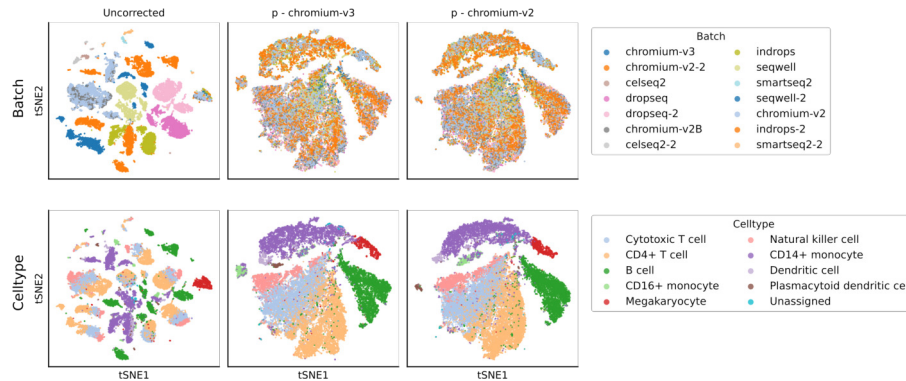 Uncorrected
p - chromium-v3
p - chromium-v2
Batch
tSNE2
Batch
chromium-v3
chromium-v2-2
celseq2
dropseq
dropseq-2
chromium-v2B
celseq2-2
indrops
seqwell
smartseq2
seqwell-2
chromium-v2
indrops-2
smartseq2-2
Celltype
tSNE2
tSNE1
tSNE1
tSNE1
Celltype
Cytotoxic T cell
CD4+ T cell
B cell
CD16+ monocyte
Megakaryocyte
Natural killer cell
CD14+ monocyte
Dendritic cell
Plasmacytoid dendritic ce
Unassigned